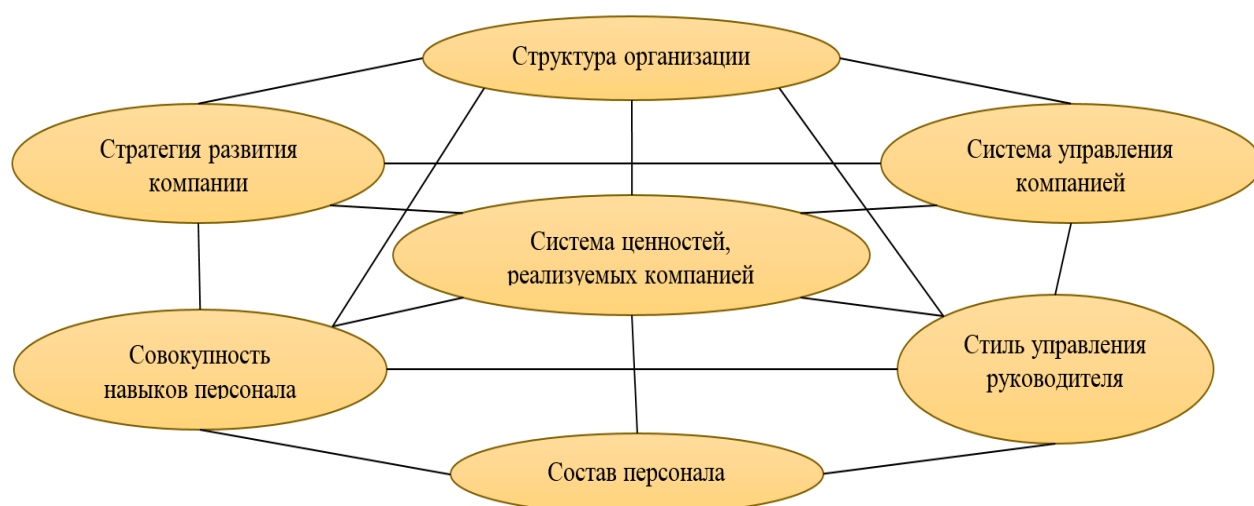 Структура организации
Стратегия развития
компании
Система управления
компанией
Система ценностей,
реализуемых компанией
Совокупность
навыков персонала
Стиль управления
руководителя
Состав персонала